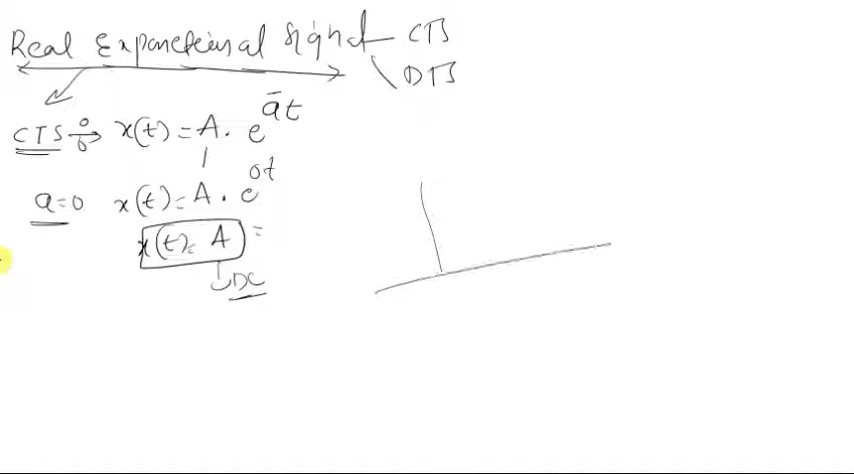 Real Exponential signal CTS
DTS
CTS ⇒ x(t) = A. e^at
a=0 x(t) = A. e^0t
x(t) = A =
DC